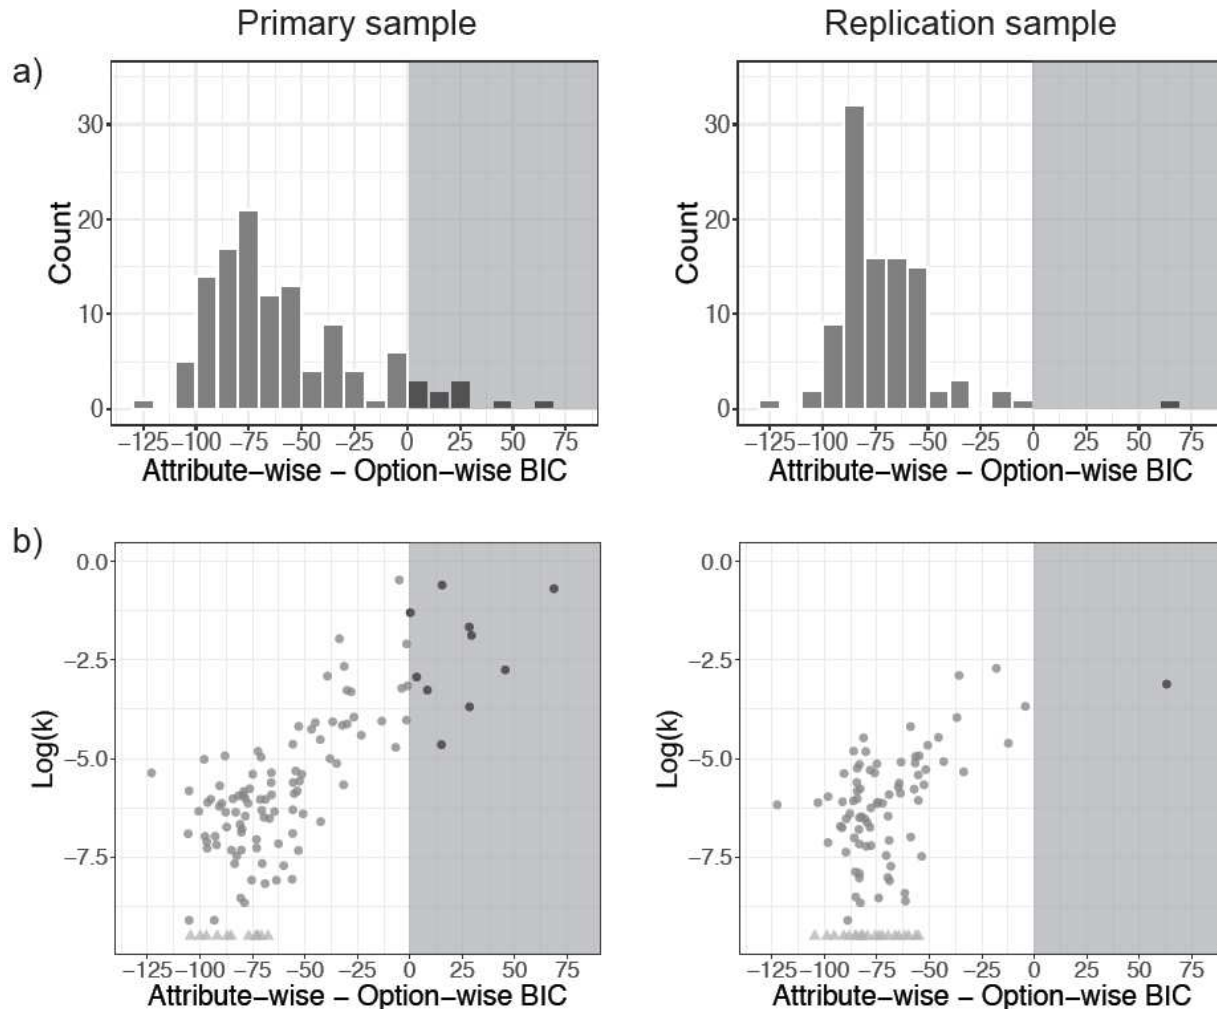 Primary sample
Replication sample
a)
Count
30
20
10
0
−125 −100 −75 −50 −25 0 25 50 75
Attribute−wise − Option−wise BIC
Count
30
20
10
0
−125 −100 −75 −50 −25 0 25 50 75
Attribute−wise − Option−wise BIC
b)
Log(k)
0.0
−2.5
−5.0
−7.5
−125 −100 −75 −50 −25 0 25 50 75
Attribute−wise − Option−wise BIC
Log(k)
0.0
−2.5
−5.0
−7.5
−125 −100 −75 −50 −25 0 25 50 75
Attribute−wise − Option−wise BIC